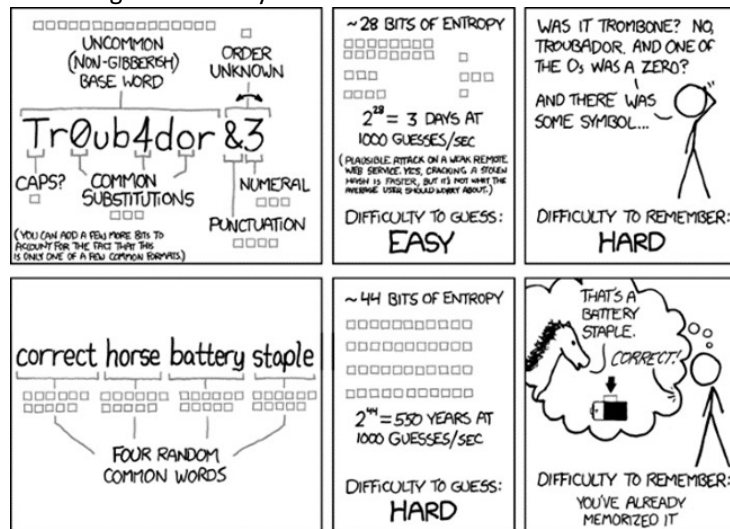 UNCOMMON
(NON-GIBBERISH)
BASE WORD
ORDER
UNKNOWN
Tr0ub4dor &3
CAPS?
COMMON
SUBSTITUTIONS
NUMERAL
PUNCTUATION
(YOU CAN ADD A FEW MORE BITS TO
ACCOUNT FOR THE FACT THAT THIS
IS ONLY ONE OF A FEW COMMON FORMATS.)
~28 BITS OF ENTROPY
2²⁸ = 3 DAYS AT
1000 GUESSES/SEC
(PLAUSIBLE ATTACK ON A WEAK REMOTE
WEB SERVICE. YES, CRACKING A STOLEN
HASH IS FASTER, BUT IT'S NOT WHAT THE
AVERAGE USER SHOULD WORRY ABOUT.)
DIFFICULTY TO GUESS:
EASY
WAS IT TROMBONE? NO,
TROUBADOR. AND ONE OF
THE Os WAS A ZERO?
AND THERE WAS
SOME SYMBOL...
DIFFICULTY TO REMEMBER:
HARD
correct horse battery staple
FOUR RANDOM
COMMON WORDS
~44 BITS OF ENTROPY
2⁴⁴ = 550 YEARS AT
1000 GUESSES/SEC
DIFFICULTY TO GUESS:
HARD
THAT'S A
BATTERY
STAPLE.
CORRECT!
DIFFICULTY TO REMEMBER:
YOU'VE ALREADY
MEMORIZED IT